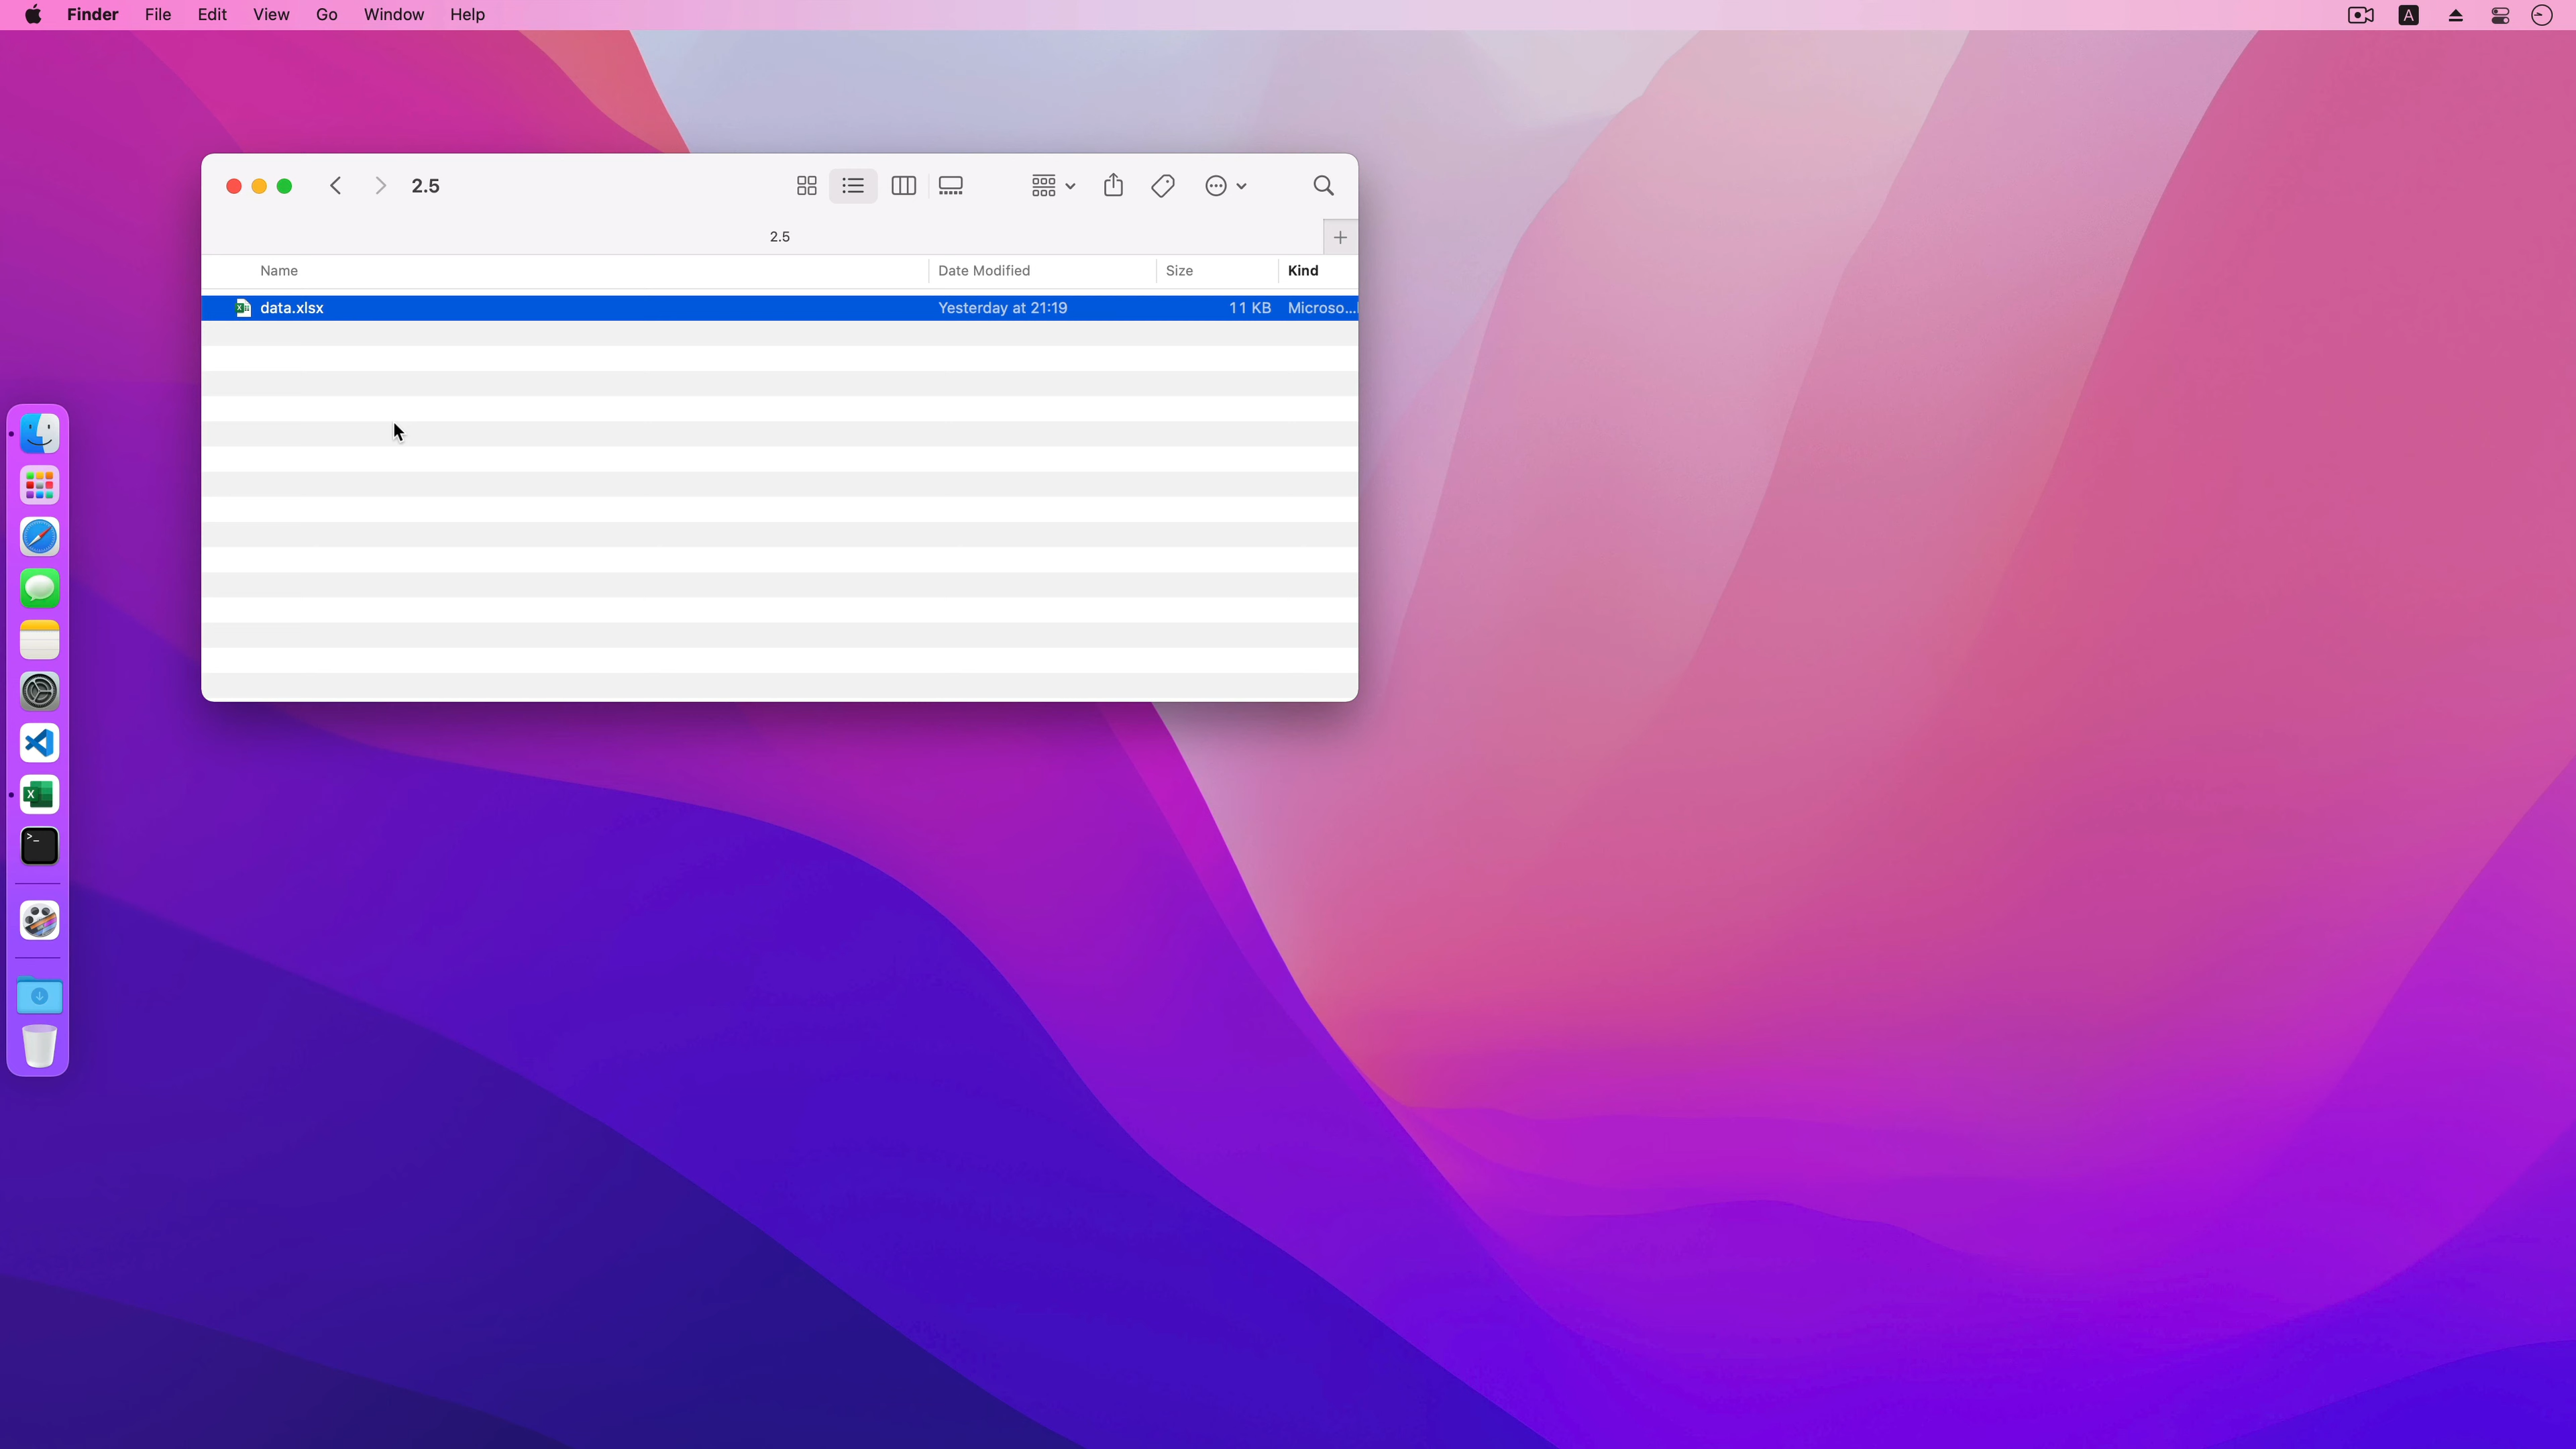 Finder File Edit View Go Window Help A
2.5
2.5
Name Date Modified Size Kind
data.xlsx Yesterday at 21:19 11 KB Microso...